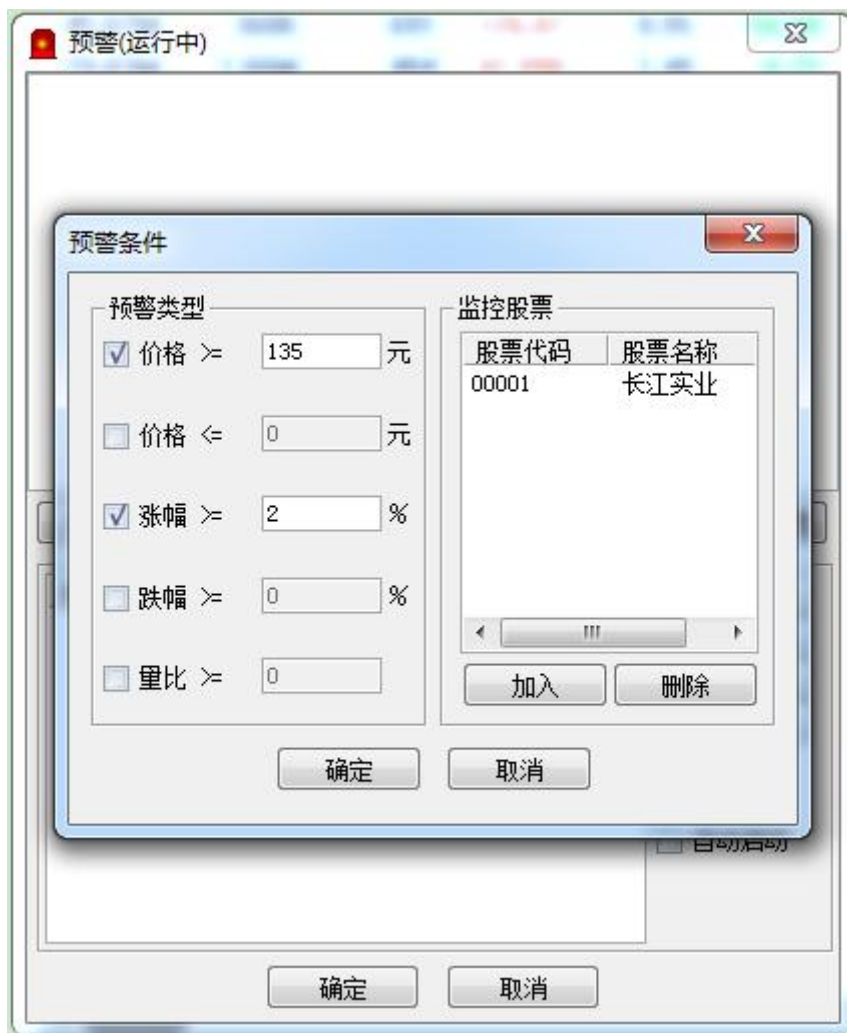 预警(运行中)
预警条件
预警类型
价格 >= 135 元
价格 <= 0 元
涨幅 >= 2 %
跌幅 >= 0 %
量比 >= 0
监控股票
股票代码 股票名称
00001 长江实业
加入 删除
确定 取消
自动启动
确定 取消